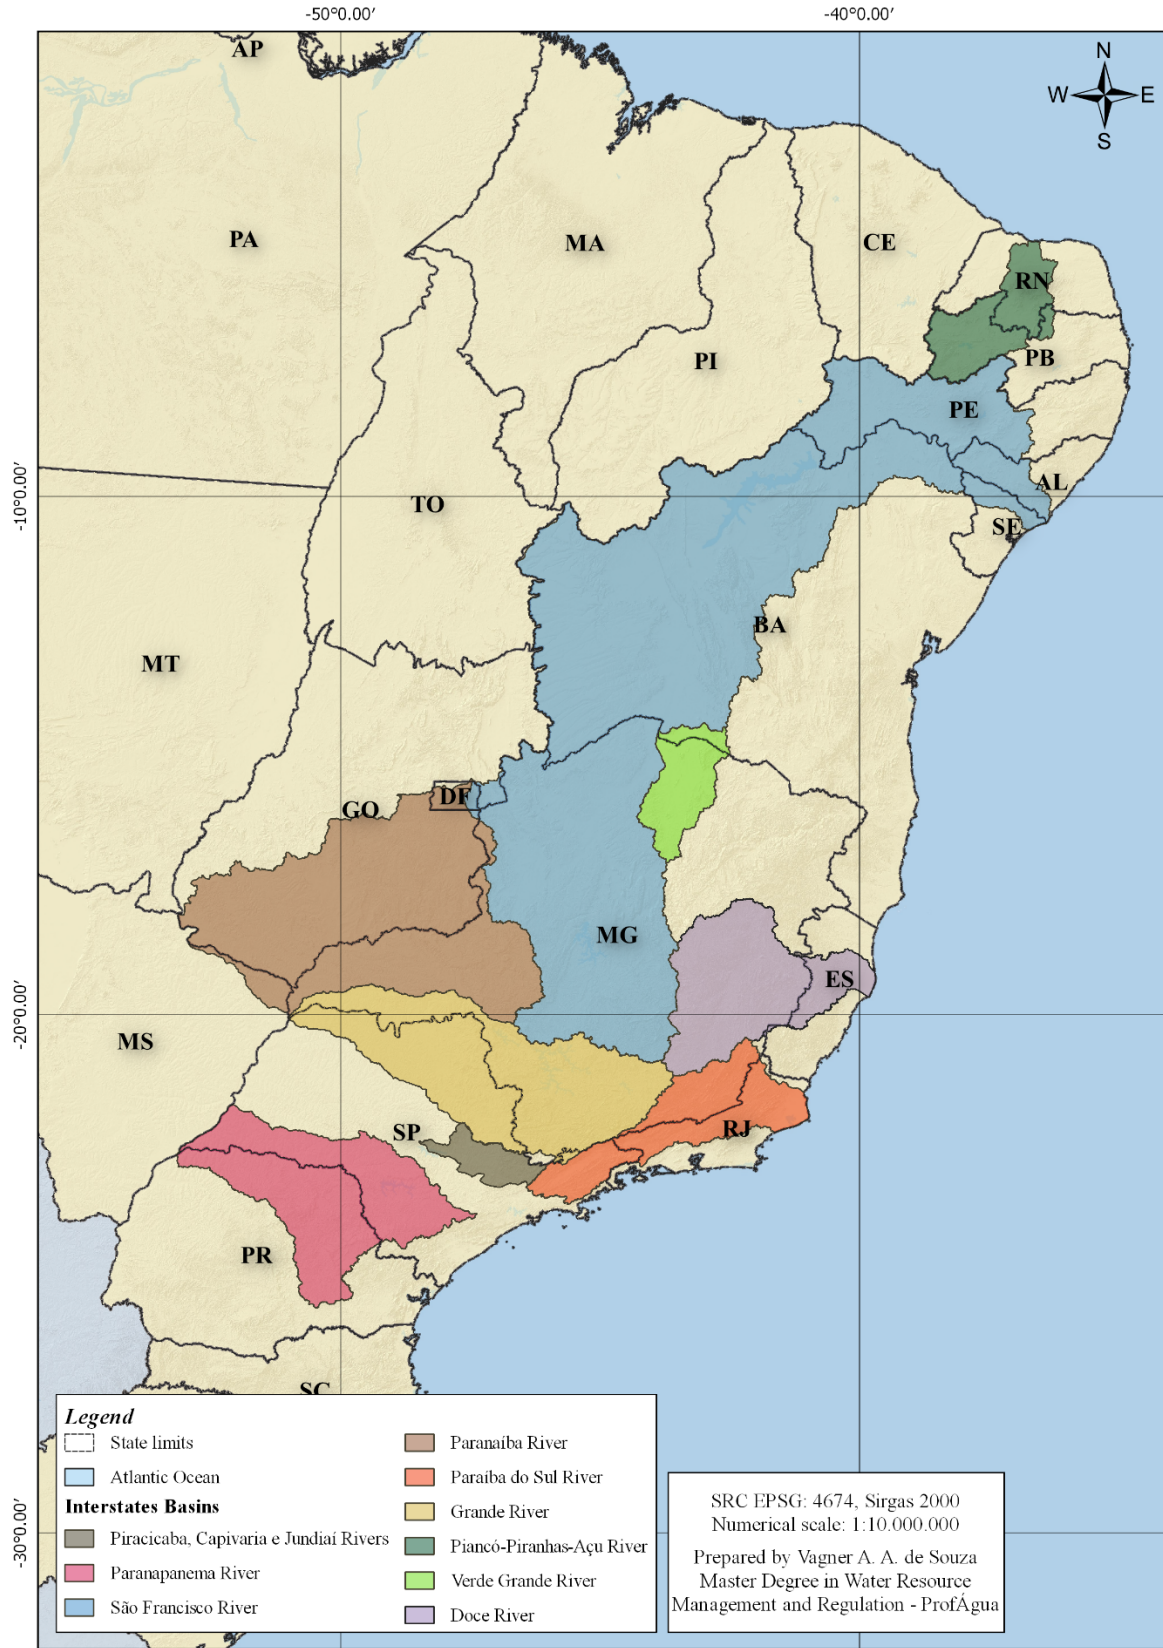 -50°0.00′
-40°0.00′
AP
N
W
E
S
PA
MA
CE
RN
PI
PB
PE
-10°0.00′
TO
AL
SE
BA
MT
GO
DF
MG
ES
-20°0.00′
MS
SP
RJ
PR
SC
-30°0.00′
Legend
State limits
Atlantic Ocean
Interstates Basins
Piracicaba, Capivaria e Jundiaí Rivers
Paranapanema River
São Francisco River
Paranaíba River
Paraíba do Sul River
Grande River
Piancó-Piranhas-Açu River
Verde Grande River
Doce River
SRC EPSG: 4674, Sirgas 2000
Numerical scale: 1:10.000.000
Prepared by Vagner A. A. de Souza
Master Degree in Water Resource
Management and Regulation - ProfÁgua